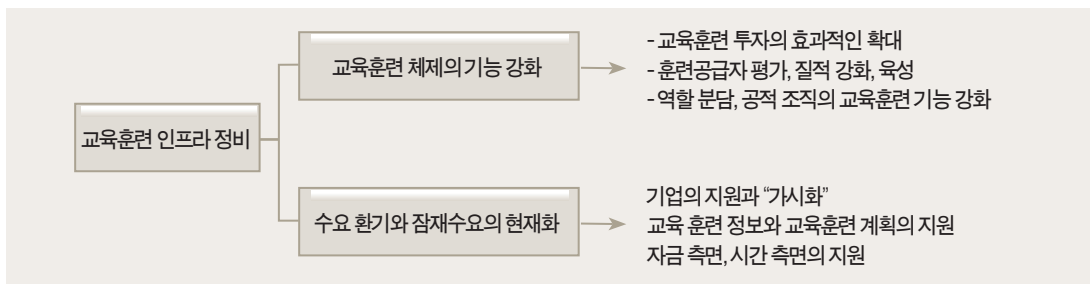 교육훈련 인프라 정비
교육훈련 체제의 기능 강화
- 교육훈련 투자의 효과적인 확대
- 훈련공급자 평가, 질적 강화, 육성
- 역할 분담, 공적 조직의 교육훈련 기능 강화
수요 환기와 잠재수요의 현재화
기업의 지원과 “가시화”
교육 훈련 정보와 교육훈련 계획의 지원
자금 측면, 시간 측면의 지원